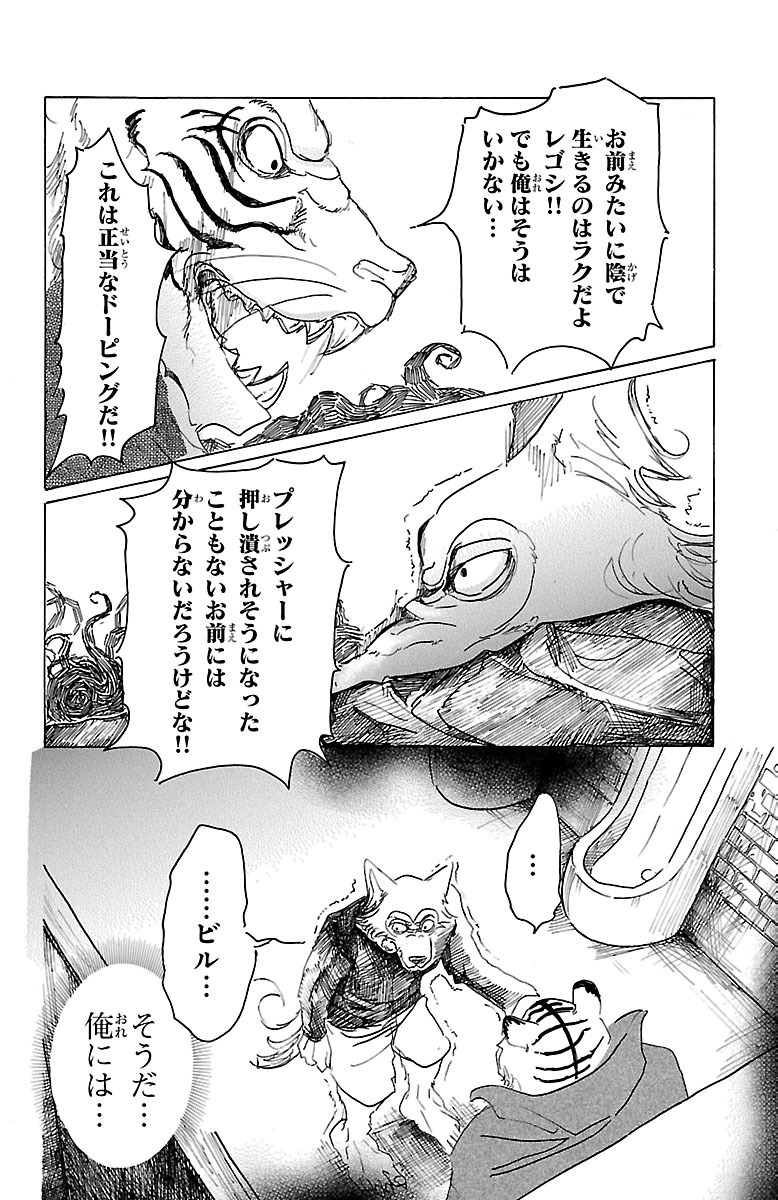 お前みたいに陰で
生きるのはラクだよ
レゴシ!!
でも俺はそうは
いかない…
これは正当なドーピングだ!!
プレッシャーに
押し潰されそうになった
こともないお前には
分からないだろうけどな!!
…
……ビル…
そうだ…
俺には…